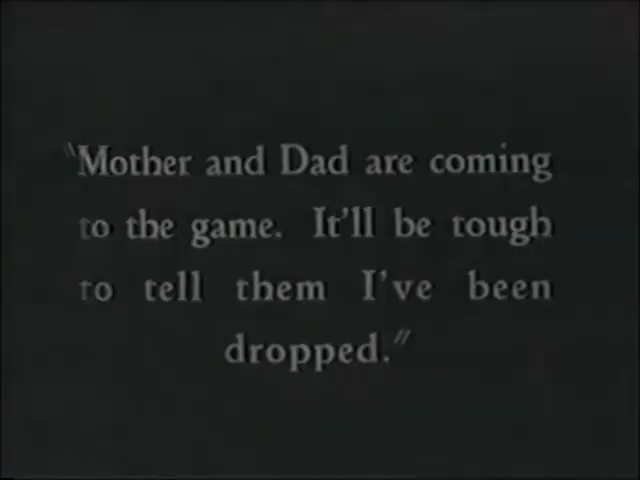 "Mother and Dad are coming
to the game. It'll be tough
to tell them I've been
dropped."